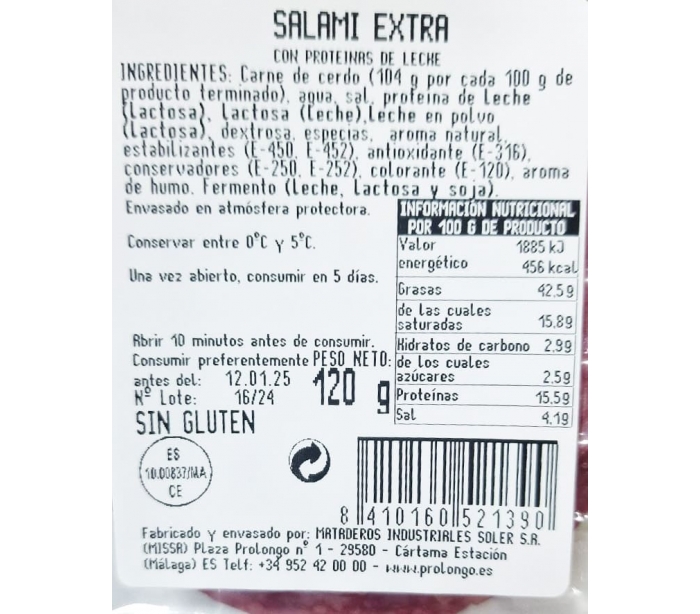 SALAMI EXTRA
CON PROTEINAS DE LECHE
INGREDIENTES: Carne de cerdo (104 g por cada 100 g de
producto terminado), agua, sal, proteína de Leche
(Lactosa), Lactosa (Leche),Leche en polvo
(Lactosa), dextrosa, especias, aroma natural,
estabilizantes (E-450, E-452), antioxidante (E-316),
conservadores (E-250, E-252), colorante (E-120), aroma
de humo. Fermento (Leche, Lactosa y soja).
Envasado en atmósfera protectora.
Conservar entre 0°C y 5°C.
Una vez abierto, consumir en 5 días.
Abrir 10 minutos antes de consumir.
Consumir preferentemente
antes del: 12.01.25
Nº Lote: 16/24
PESO NETO:
120 g
SIN GLUTEN
INFORMACIÓN NUTRICIONAL
POR 100 G DE PRODUCTO
Valor 1885 kJ
energético 456 kcal
Grasas 42.5g
de las cuales
saturadas 15.8g
Hidratos de carbono 2.9g
de los cuales
azúcares 2.5g
Proteínas 15.5g
Sal 4.1g
ES
10.00837/MA
CE
8 410160 521390
Fabricado y envasado por: MATADEROS INDUSTRIALES SOLER S.A.
(MISSA) Plaza Prolongo nº 1 - 29580 - Cártama Estación
(Málaga) ES Telf: +34 952 42 00 00 - www.prolongo.es